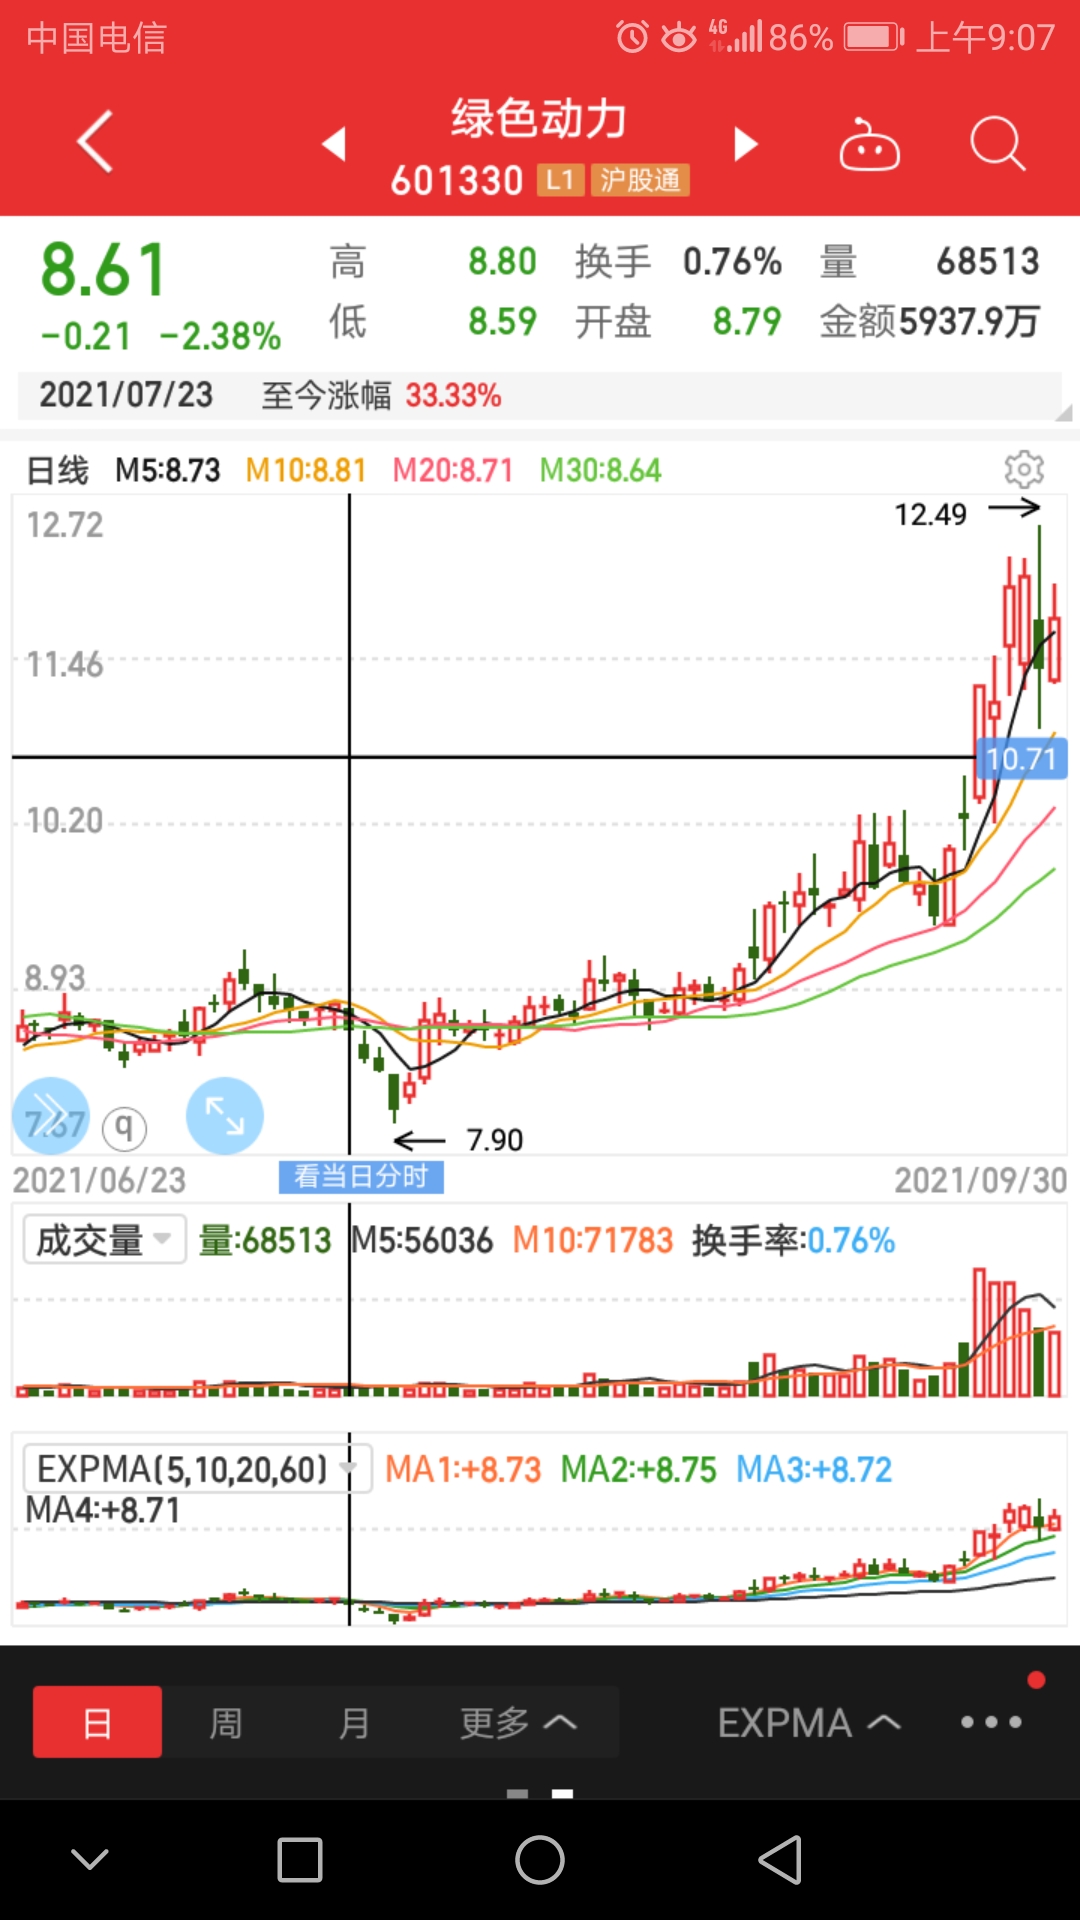 中国电信 4G 86% 上午9:07
绿色动力
601330 L1 沪股通
8.61 高 8.80 换手 0.76% 量 68513
-0.21 -2.38% 低 8.59 开盘 8.79 金额5937.9万
2021/07/23 至今涨幅 33.33%
日线 M5:8.73 M10:8.81 M20:8.71 M30:8.64
12.72
12.49
11.46
10.71
10.20
8.93
7.67 q
7.90
2021/06/23 看当日分时 2021/09/30
成交量 量:68513 M5:56036 M10:71783 换手率:0.76%
EXPMA(5,10,20,60) MA1:+8.73 MA2:+8.75 MA3:+8.72
MA4:+8.71
日 周 月 更多 EXPMA